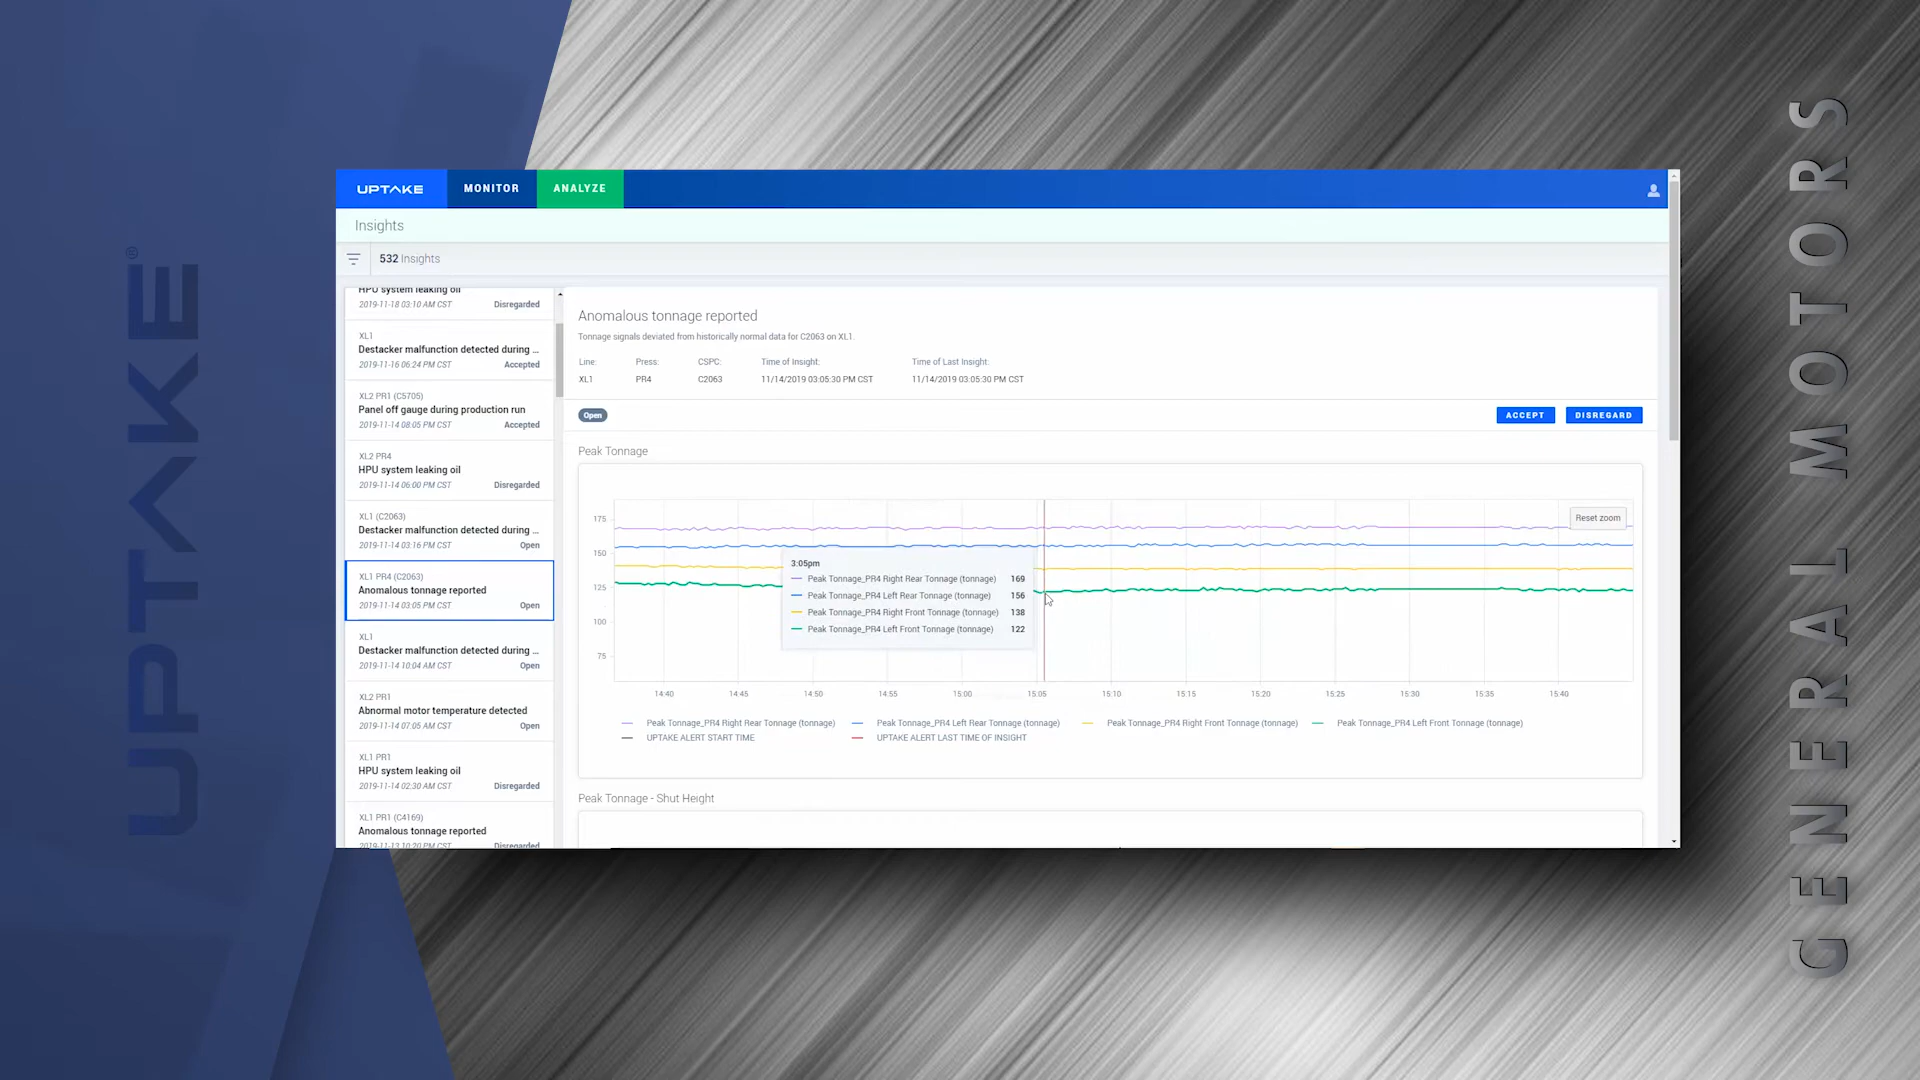 UPTAKE®
GENERAL MOTORS
UPTAKE
MONITOR
ANALYZE
Insights
532 Insights
HPU system leaking oil
2019-11-18 03:10 AM CST Disregarded
XL1
Destacker malfunction detected during ...
2019-11-16 06:24 PM CST Accepted
XL2 PR1 (C5705)
Panel off gauge during production run
2019-11-14 08:05 PM CST Accepted
XL2 PR4
HPU system leaking oil
2019-11-14 06:00 PM CST Disregarded
XL1 (C2063)
Destacker malfunction detected during ...
2019-11-14 03:16 PM CST Open
XL1 PR4 (C2063)
Anomalous tonnage reported
2019-11-14 03:05 PM CST Open
XL1
Destacker malfunction detected during ...
2019-11-14 10:04 AM CST Open
XL2 PR1
Abnormal motor temperature detected
2019-11-14 07:05 AM CST Open
XL1 PR1
HPU system leaking oil
2019-11-14 02:30 AM CST Disregarded
XL1 PR1 (C4169)
Anomalous tonnage reported
2019-11-13 10:20 PM CST Disregarded
Anomalous tonnage reported
Tonnage signals deviated from historically normal data for C2063 on XL1.
Line: Press: CSPC: Time of Insight: Time of Last Insight:
XL1 PR4 C2063 11/14/2019 03:05:30 PM CST 11/14/2019 03:05:30 PM CST
Open
ACCEPT
DISREGARD
Peak Tonnage
Reset zoom
175
150
125
100
75
3:05pm
Peak Tonnage_PR4 Right Rear Tonnage (tonnage) 169
Peak Tonnage_PR4 Left Rear Tonnage (tonnage) 156
Peak Tonnage_PR4 Right Front Tonnage (tonnage) 138
Peak Tonnage_PR4 Left Front Tonnage (tonnage) 122
14:40 14:45 14:50 14:55 15:00 15:05 15:10 15:15 15:20 15:25 15:30 15:35 15:40
Peak Tonnage_PR4 Right Rear Tonnage (tonnage) Peak Tonnage_PR4 Left Rear Tonnage (tonnage) Peak Tonnage_PR4 Right Front Tonnage (tonnage) Peak Tonnage_PR4 Left Front Tonnage (tonnage)
UPTAKE ALERT START TIME UPTAKE ALERT LAST TIME OF INSIGHT
Peak Tonnage - Shut Height